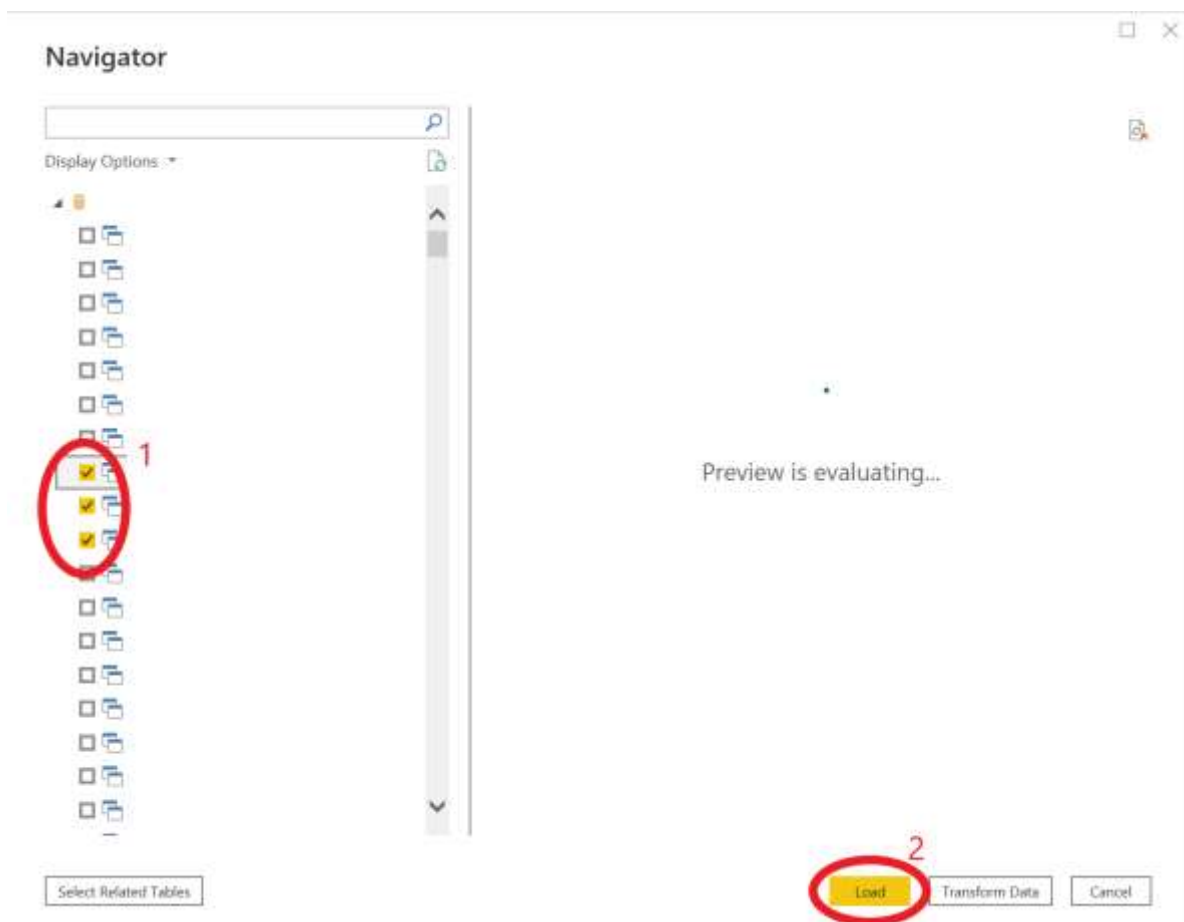 Navigator
Display Options
1
Preview is evaluating...
2
Select Related Tables
Load
Transform Data
Cancel